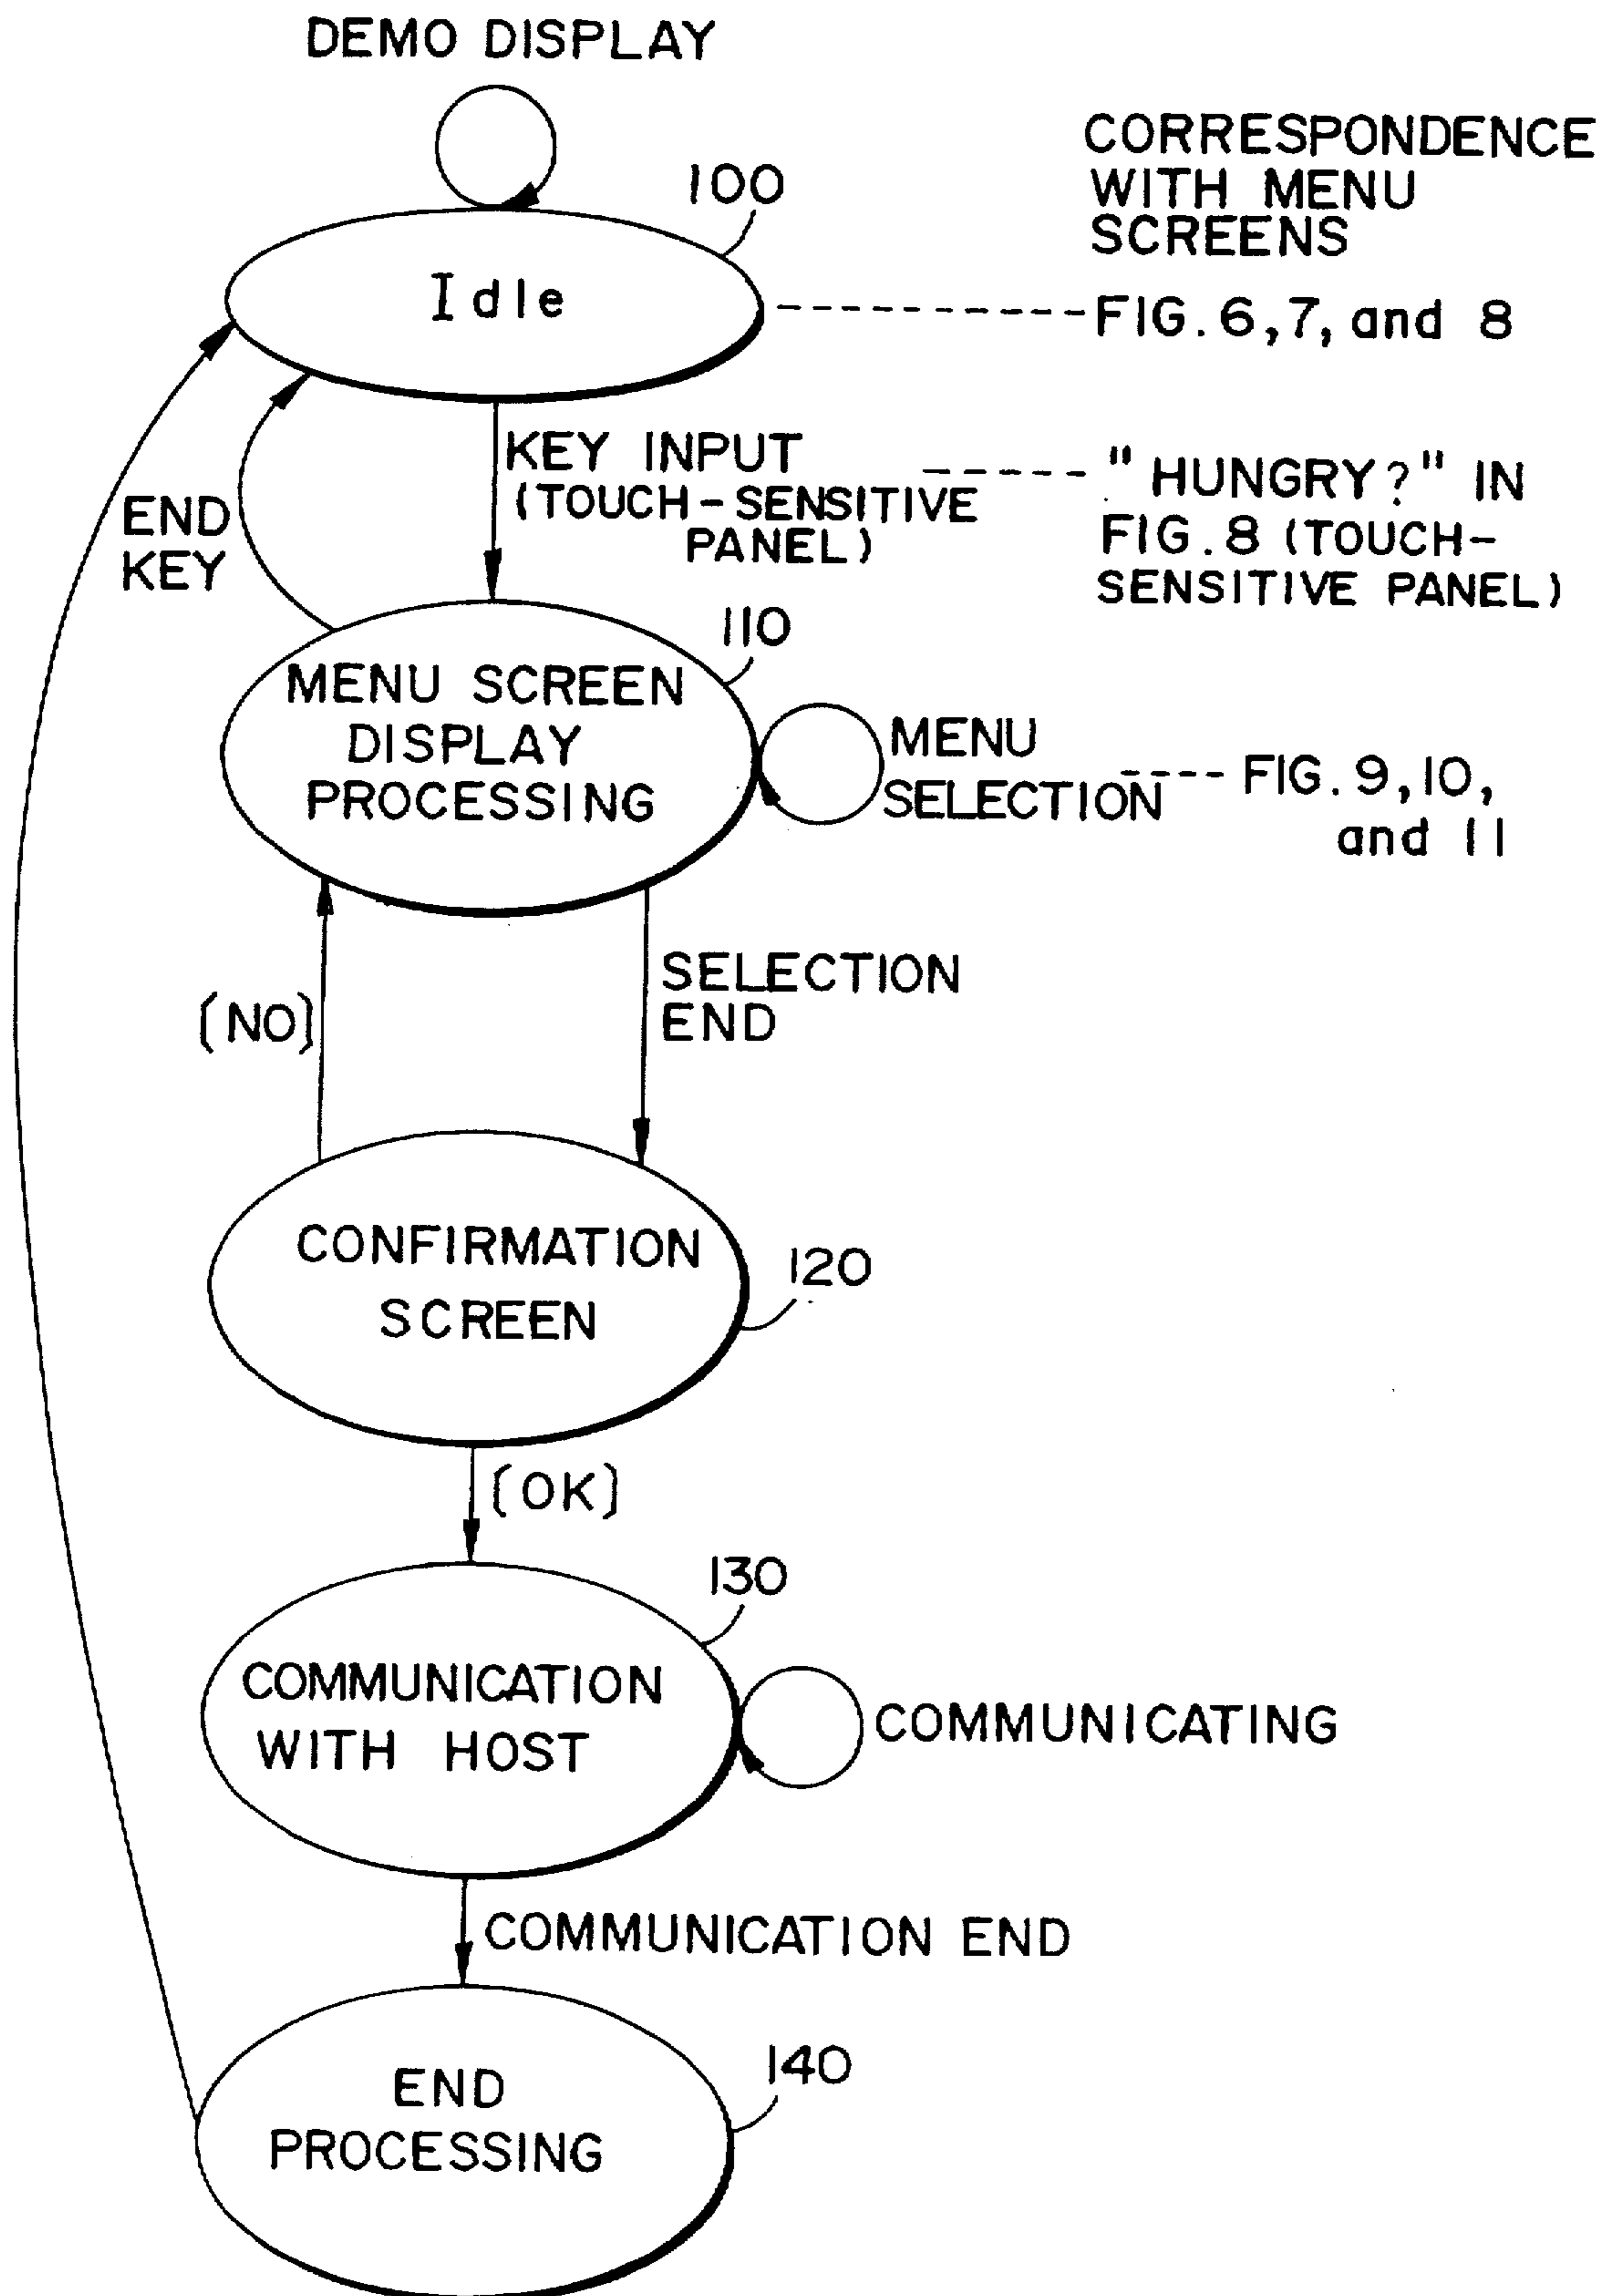 DEMO DISPLAY
100
CORRESPONDENCE
WITH MENU
SCREENS
Idle
FIG. 6, 7, and 8
KEY INPUT
(TOUCH-SENSITIVE
PANEL)
"HUNGRY?" IN
FIG. 8 (TOUCH-
SENSITIVE PANEL)
END
KEY
110
MENU SCREEN
DISPLAY
PROCESSING
MENU
SELECTION
FIG. 9, 10,
and 11
SELECTION
END
[NO]
CONFIRMATION
SCREEN
120
[OK]
130
COMMUNICATION
WITH HOST
COMMUNICATING
COMMUNICATION END
140
END
PROCESSING